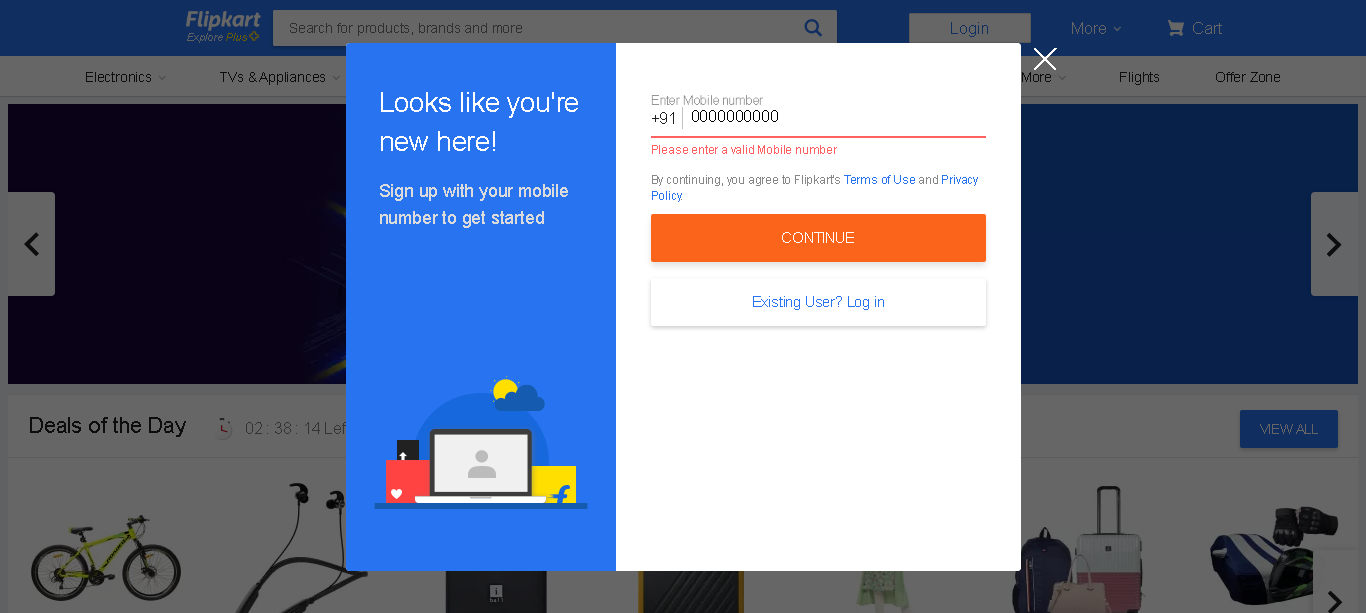 Flipkart
Explore Plus
Search for products, brands and more
Login
More
Cart
Electronics
TVs & Appliances
More
Flights
Offer Zone
Looks like you're
new here!
Sign up with your mobile
number to get started
Enter Mobile number
+91 0000000000
Please enter a valid Mobile number
By continuing, you agree to Flipkart's Terms of Use and Privacy
Policy.
CONTINUE
Existing User? Log in
Deals of the Day
02 : 38 : 14 Lef
VIEW ALL
f
i
ball